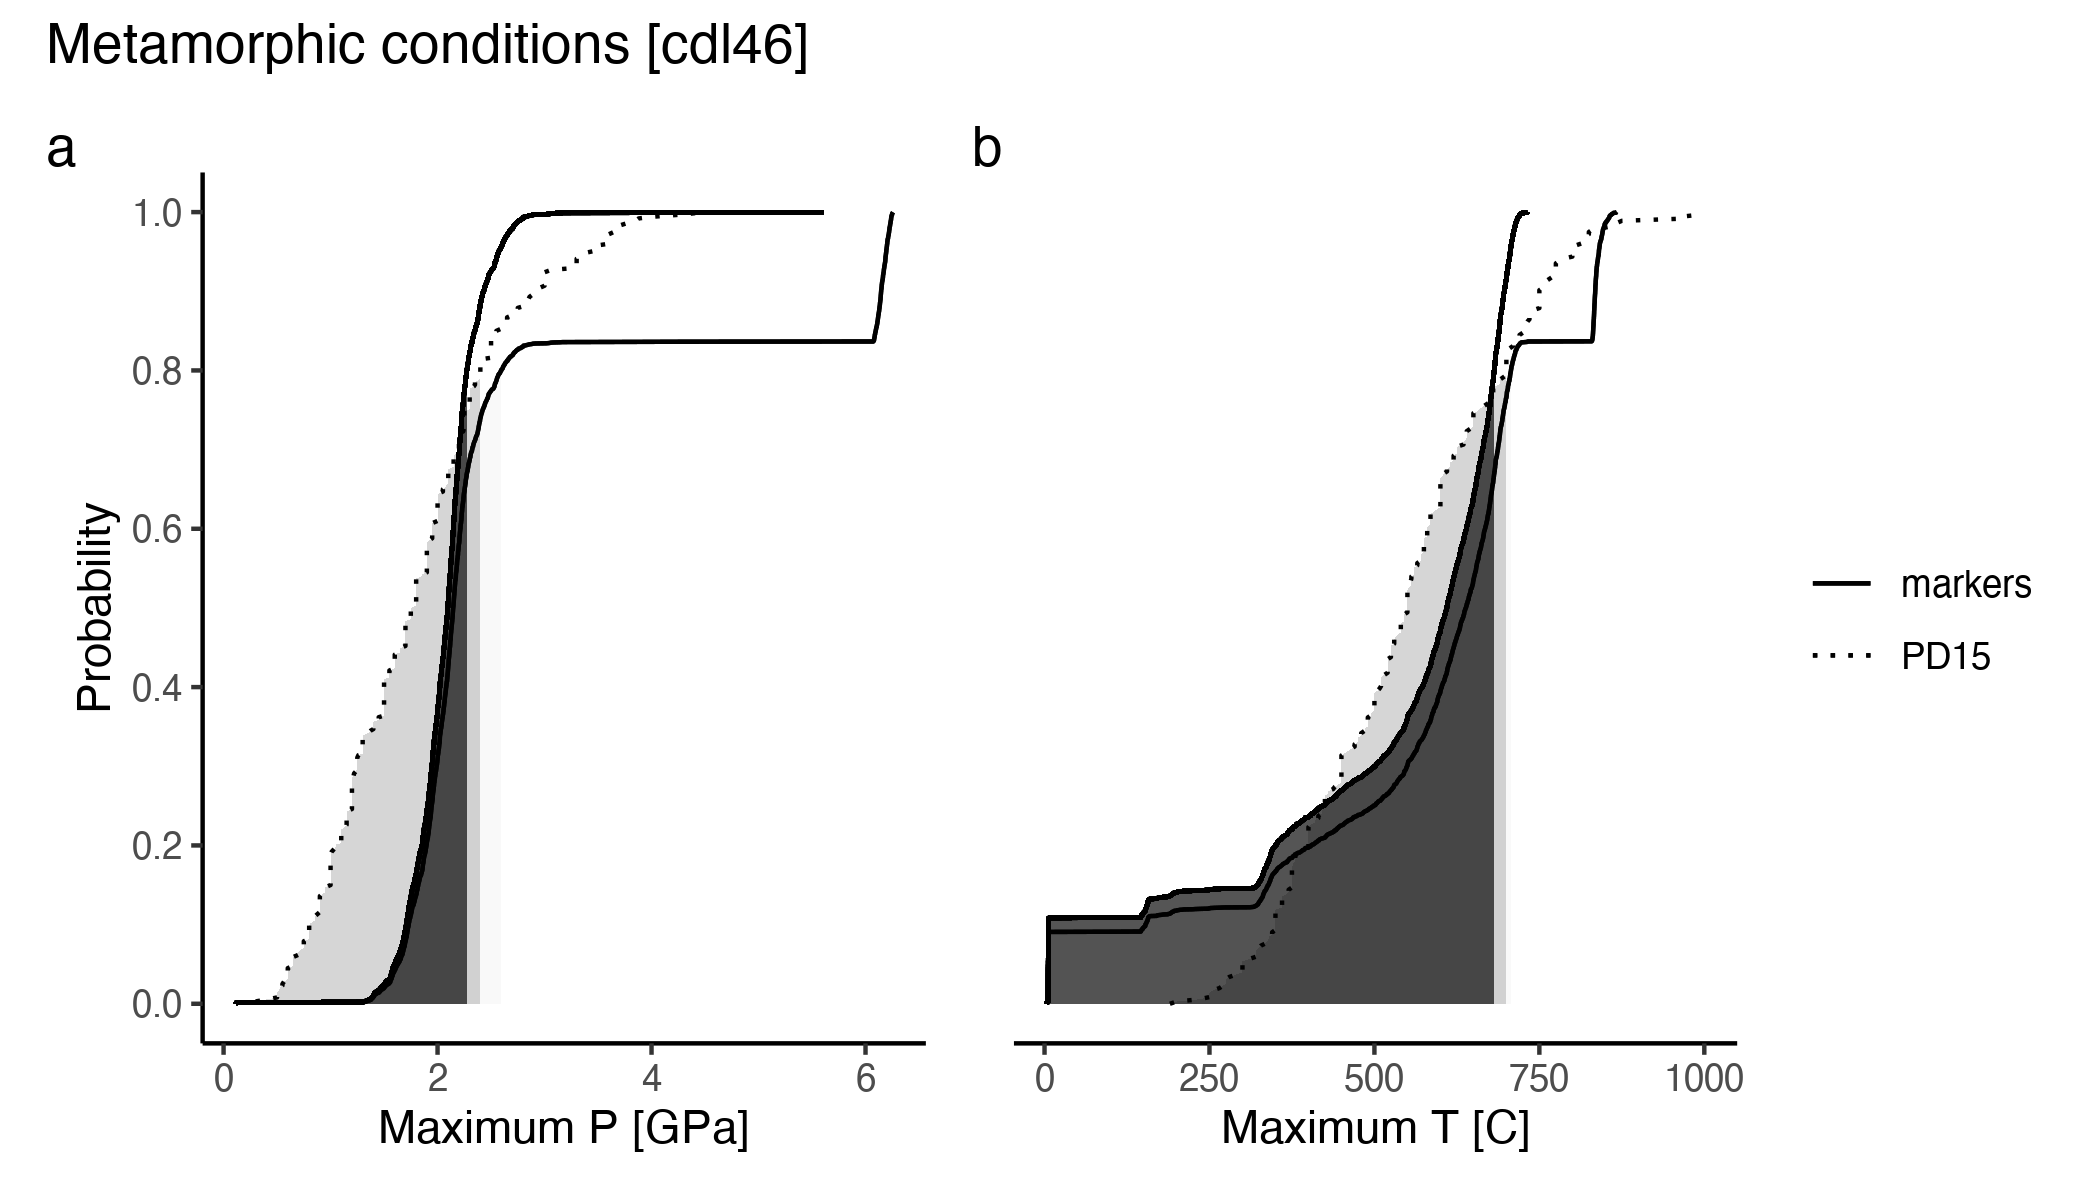 Metamorphic conditions [cdl46]
a
b
Probability
1.0
0.8
0.6
0.4
0.2
0.0
0 2 4 6
0 250 500 750 1000
Maximum P [GPa]
Maximum T [C]
markers
PD15